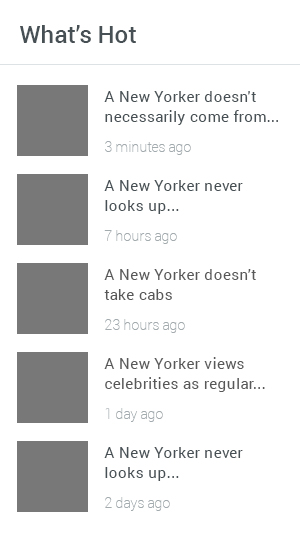 What’s Hot
A New Yorker doesn't
necessarily come from...
3 minutes ago
A New Yorker never
looks up...
7 hours ago
A New Yorker doesn’t
take cabs
23 hours ago
A New Yorker views
celebrities as regular...
1 day ago
A New Yorker never
looks up...
2 days ago